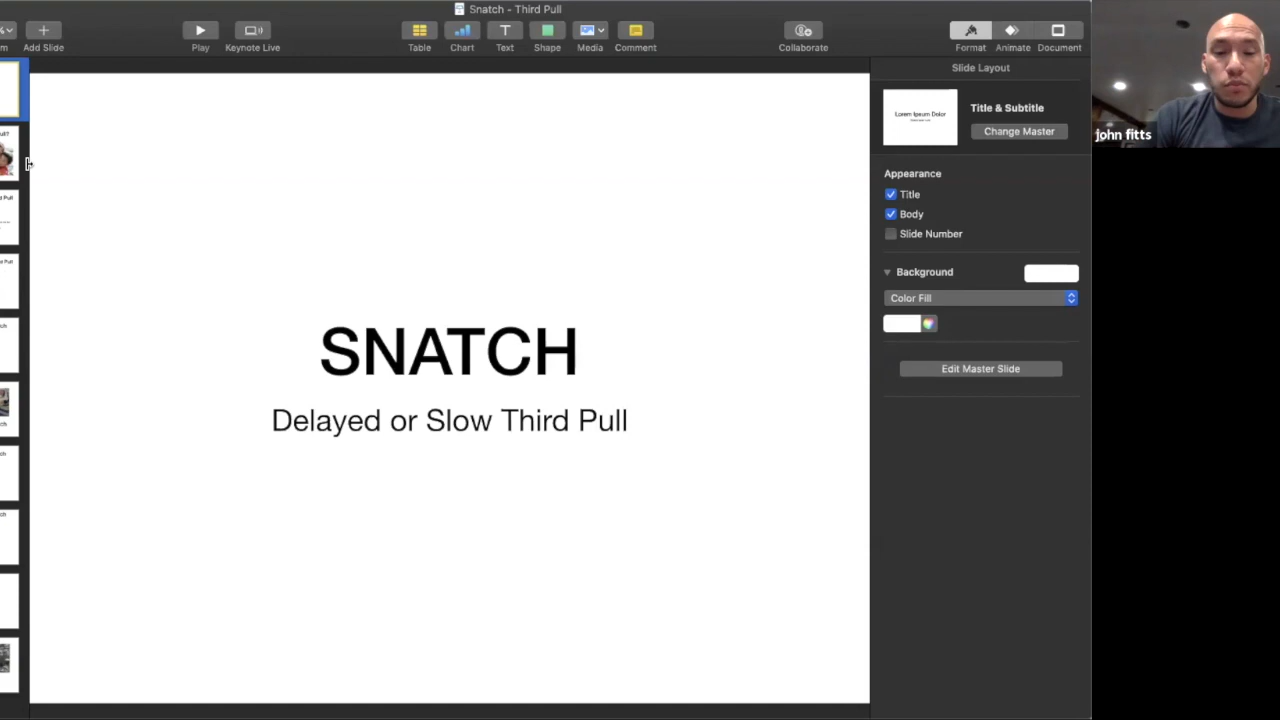 Snatch - Third Pull
Add Slide
Play
Keynote Live
Table
Chart
Text
Shape
Media
Comment
Collaborate
Format
Animate
Document
Slide Layout
Lorem Ipsum Dolor
Title & Subtitle
Change Master
john fitts
Appearance
Title
Body
Slide Number
Background
Color Fill
Edit Master Slide
SNATCH
Delayed or Slow Third Pull